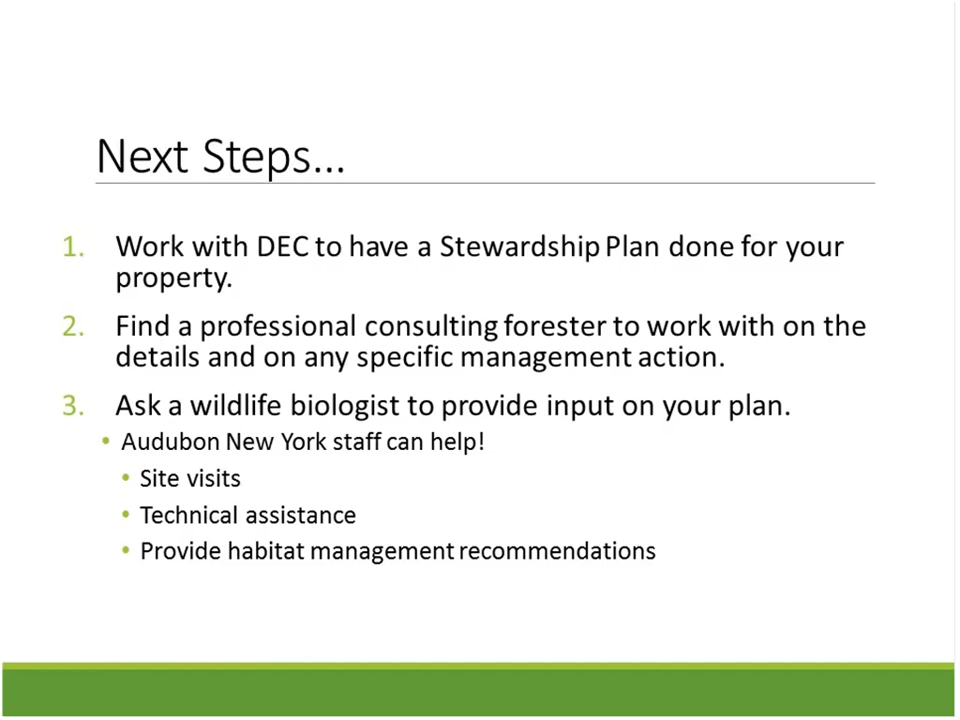 Next Steps...
1. Work with DEC to have a Stewardship Plan done for your
property.
2. Find a professional consulting forester to work with on the
details and on any specific management action.
3. Ask a wildlife biologist to provide input on your plan.
• Audubon New York staff can help!
• Site visits
• Technical assistance
• Provide habitat management recommendations